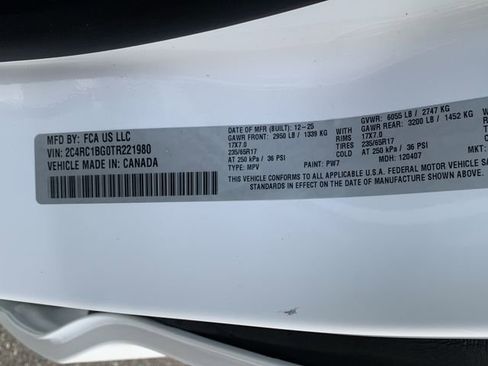 MFD BY: FCA US LLC
VIN: 2C4RC1BG0TR221980
VEHICLE MADE IN: CANADA
DATE OF MFR (BUILT): 12-25
GAWR FRONT: 2950 LB / 1339 KG WITH
17X7.0 RIMS
235/65R17 TIRES
AT 250 kPa / 36 PSI
TYPE: MPV
PAINT: PW7
GVWR: 6055 LB / 2747 KG
GAWR REAR: 3200 LB / 1452 KG WITH
17X7.0 RIMS
235/65R17 TIRES
AT 250 kPa / 36 PSI
MDH: 120407
MKT:
THIS VEHICLE CONFORMS TO ALL APPLICABLE U.S.A. FEDERAL MOTOR VEHICLE SA
STANDARDS IN EFFECT ON THE DATE OF MANUFACTURE SHOWN ABOVE.